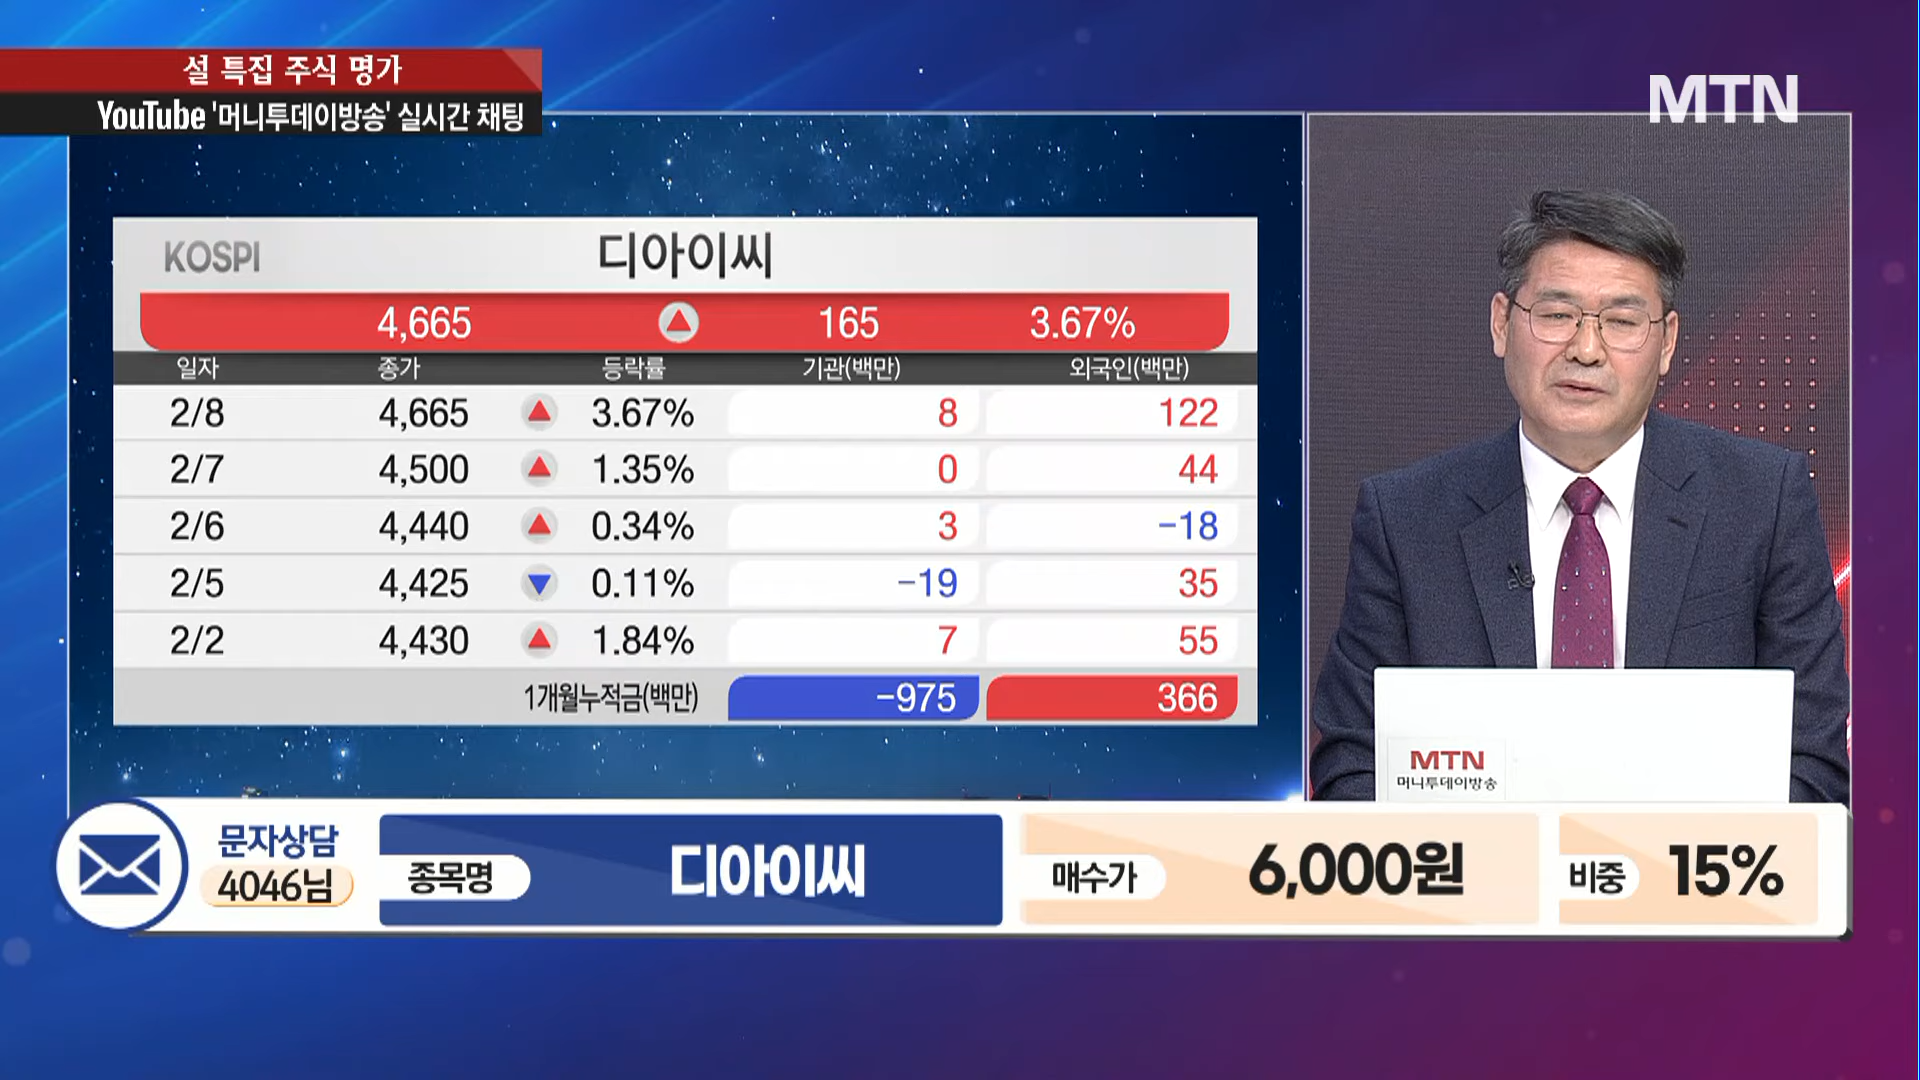 설 특집 주식 명가
YouTube '머니투데이방송' 실시간 채팅
MTN
KOSPI 디아이씨
4,665 ▲ 165 3.67%
일자 종가 등락률 기관(백만) 외국인(백만)
2/8 4,665 ▲ 3.67% 8 122
2/7 4,500 ▲ 1.35% 0 44
2/6 4,440 ▲ 0.34% 3 -18
2/5 4,425 ▼ 0.11% -19 35
2/2 4,430 ▲ 1.84% 7 55
1개월누적금(백만) -975 366
MTN
머니투데이방송
문자상담
4046님
종목명 디아이씨
매수가 6,000원
비중 15%